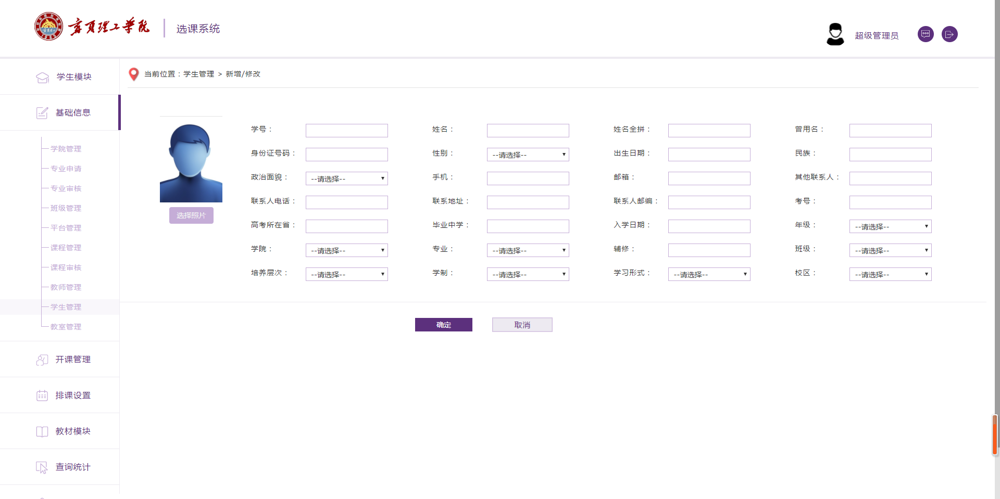 宁夏理工学院
选课系统
超级管理员
学生模块
基础信息
学院管理
专业申请
专业审核
班级管理
平台管理
课程管理
课程审核
教师管理
学生管理
教室管理
开课管理
排课设置
教材模块
查询统计
当前位置：学生管理 > 新增/修改
选择照片
学号： 姓名： 姓名全拼： 曾用名：
身份证号码： 性别： --请选择-- 出生日期： 民族：
政治面貌： --请选择-- 手机： 邮箱： 其他联系人：
联系人电话： 联系地址： 联系人邮编： 考号：
高考所在省： 毕业中学： 入学日期： 年级： --请选择--
学院： --请选择-- 专业： --请选择-- 辅修： 班级： --请选择--
培养层次： --请选择-- 学制： --请选择-- 学习形式： --请选择-- 校区： --请选择--
确定 取消